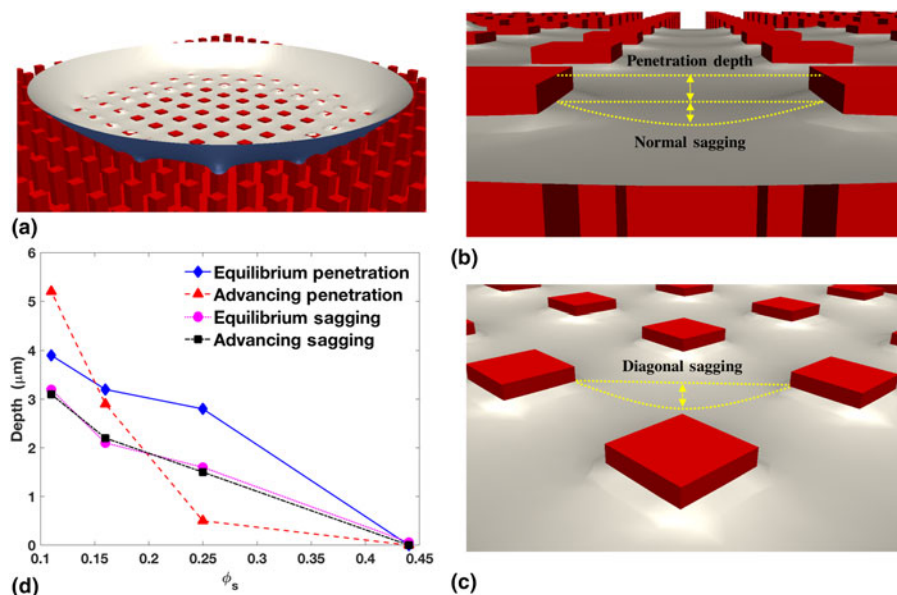 (a)
Penetration depth
Normal sagging
(b)
Diagonal sagging
(c)
6
5
4
3
2
1
0
Depth (μm)
Equilibrium penetration
Advancing penetration
Equilibrium sagging
Advancing sagging
0.1 0.15 0.2 0.25 0.3 0.35 0.4 0.45
ϕs
(d)